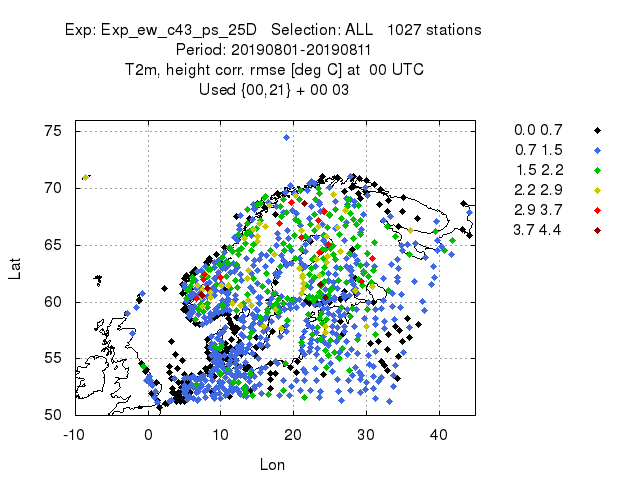 Exp: Exp_ew_c43_ps_25D   Selection: ALL   1027 stations
Period: 20190801-20190811
T2m, height corr. rmse [deg C] at  00 UTC
Used {00,21} + 00 03
0.0 0.7
0.7 1.5
1.5 2.2
2.2 2.9
2.9 3.7
3.7 4.4
75
70
65
60
55
50
Lat
-10 0 10 20 30 40
Lon